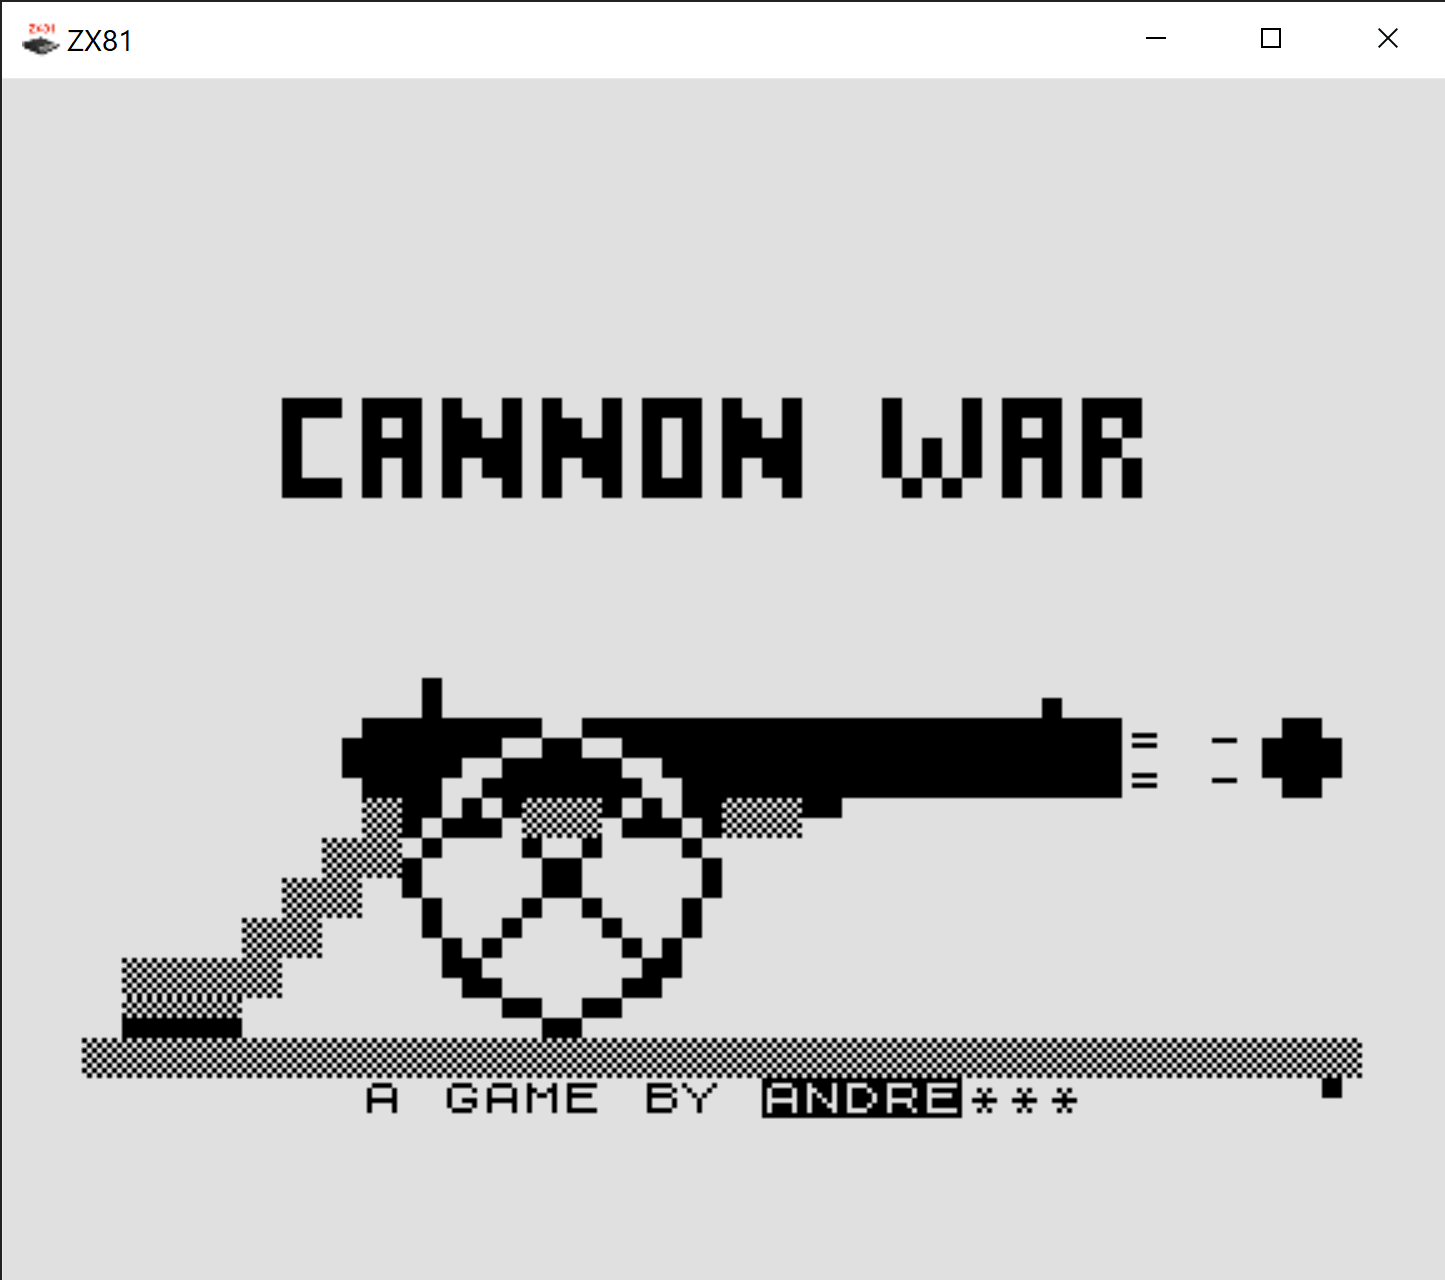 ZX81
CANNON WAR
= -
= -
A GAME BY ANDRE***